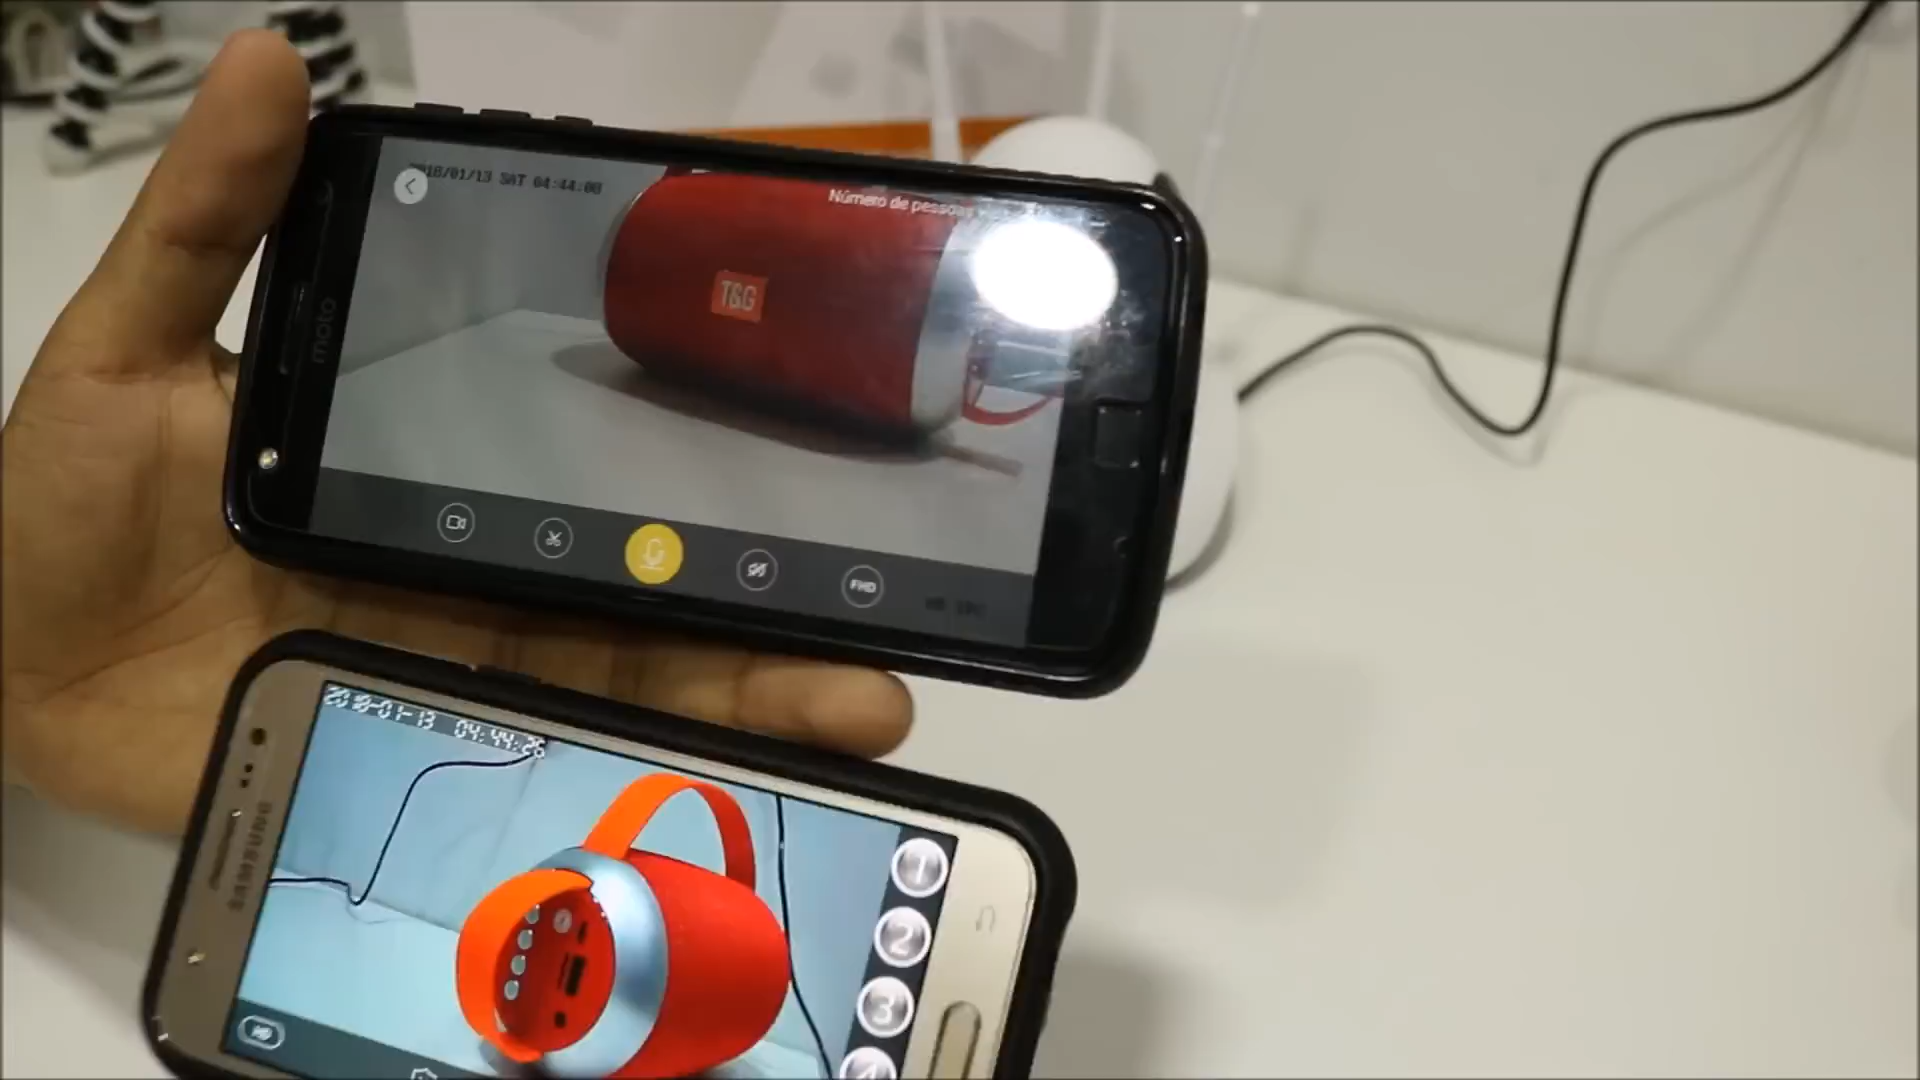 2018/01/13 SAT 04:44:08
Número de pessoas
T&G
moto
FHD
2018-01-13 04:44:26
SAMSUNG
1
2
3
4
HD